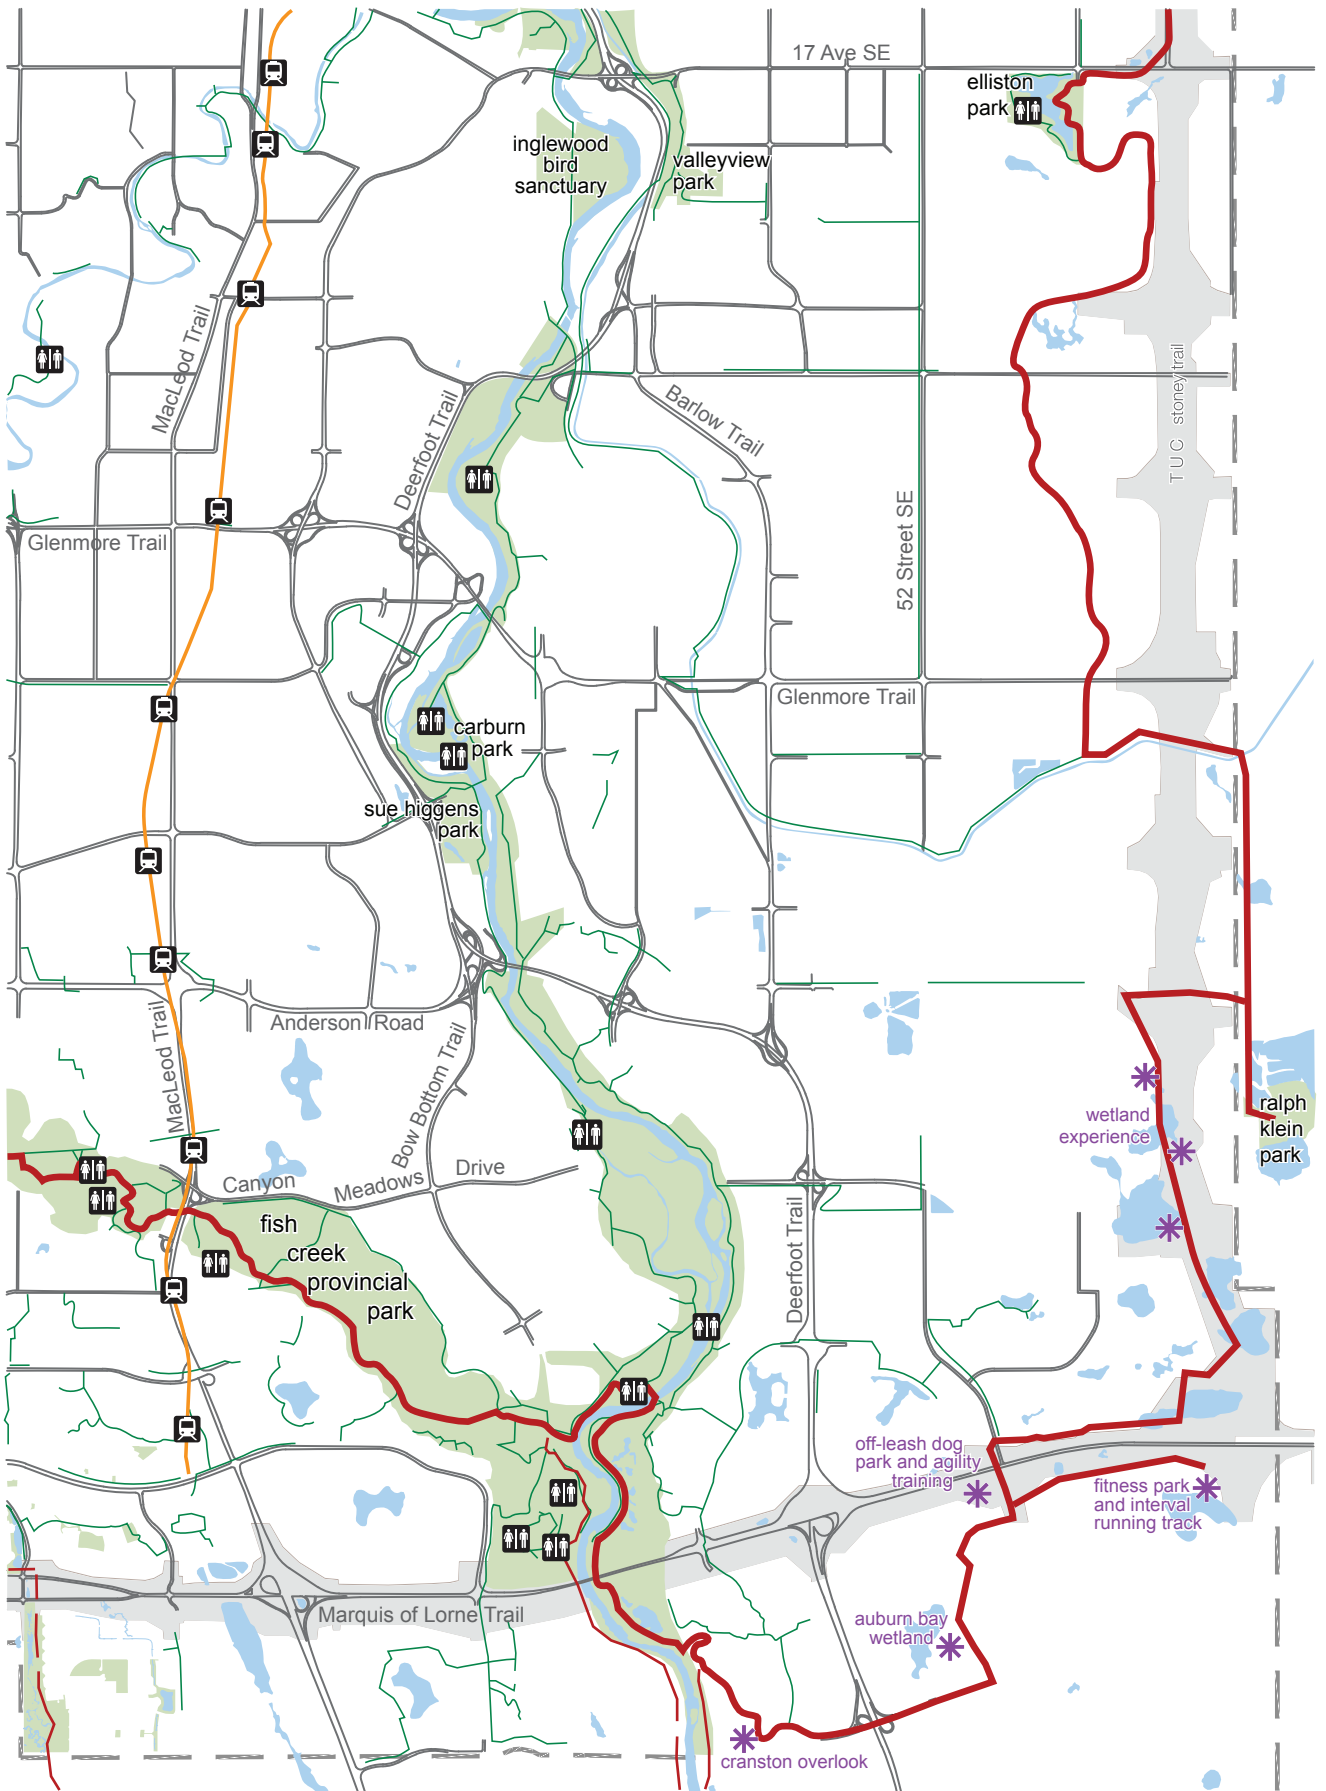 17 Ave SE
elliston
park
inglewood
bird
sanctuary
valleyview
park
MacLeod Trail
Deerfoot Trail
Barlow Trail
T U C stoney trail
52 Street SE
Glenmore Trail
Glenmore Trail
carburn
park
sue higgens
park
MacLeod Trail
Anderson Road
Bow Bottom Trail
wetland
experience
ralph
klein
park
Canyon
Meadows
Drive
fish
creek
provincial
park
Deerfoot Trail
off-leash dog
park and agility
training
fitness park
and interval
running track
Marquis of Lorne Trail
auburn bay
wetland
cranston overlook